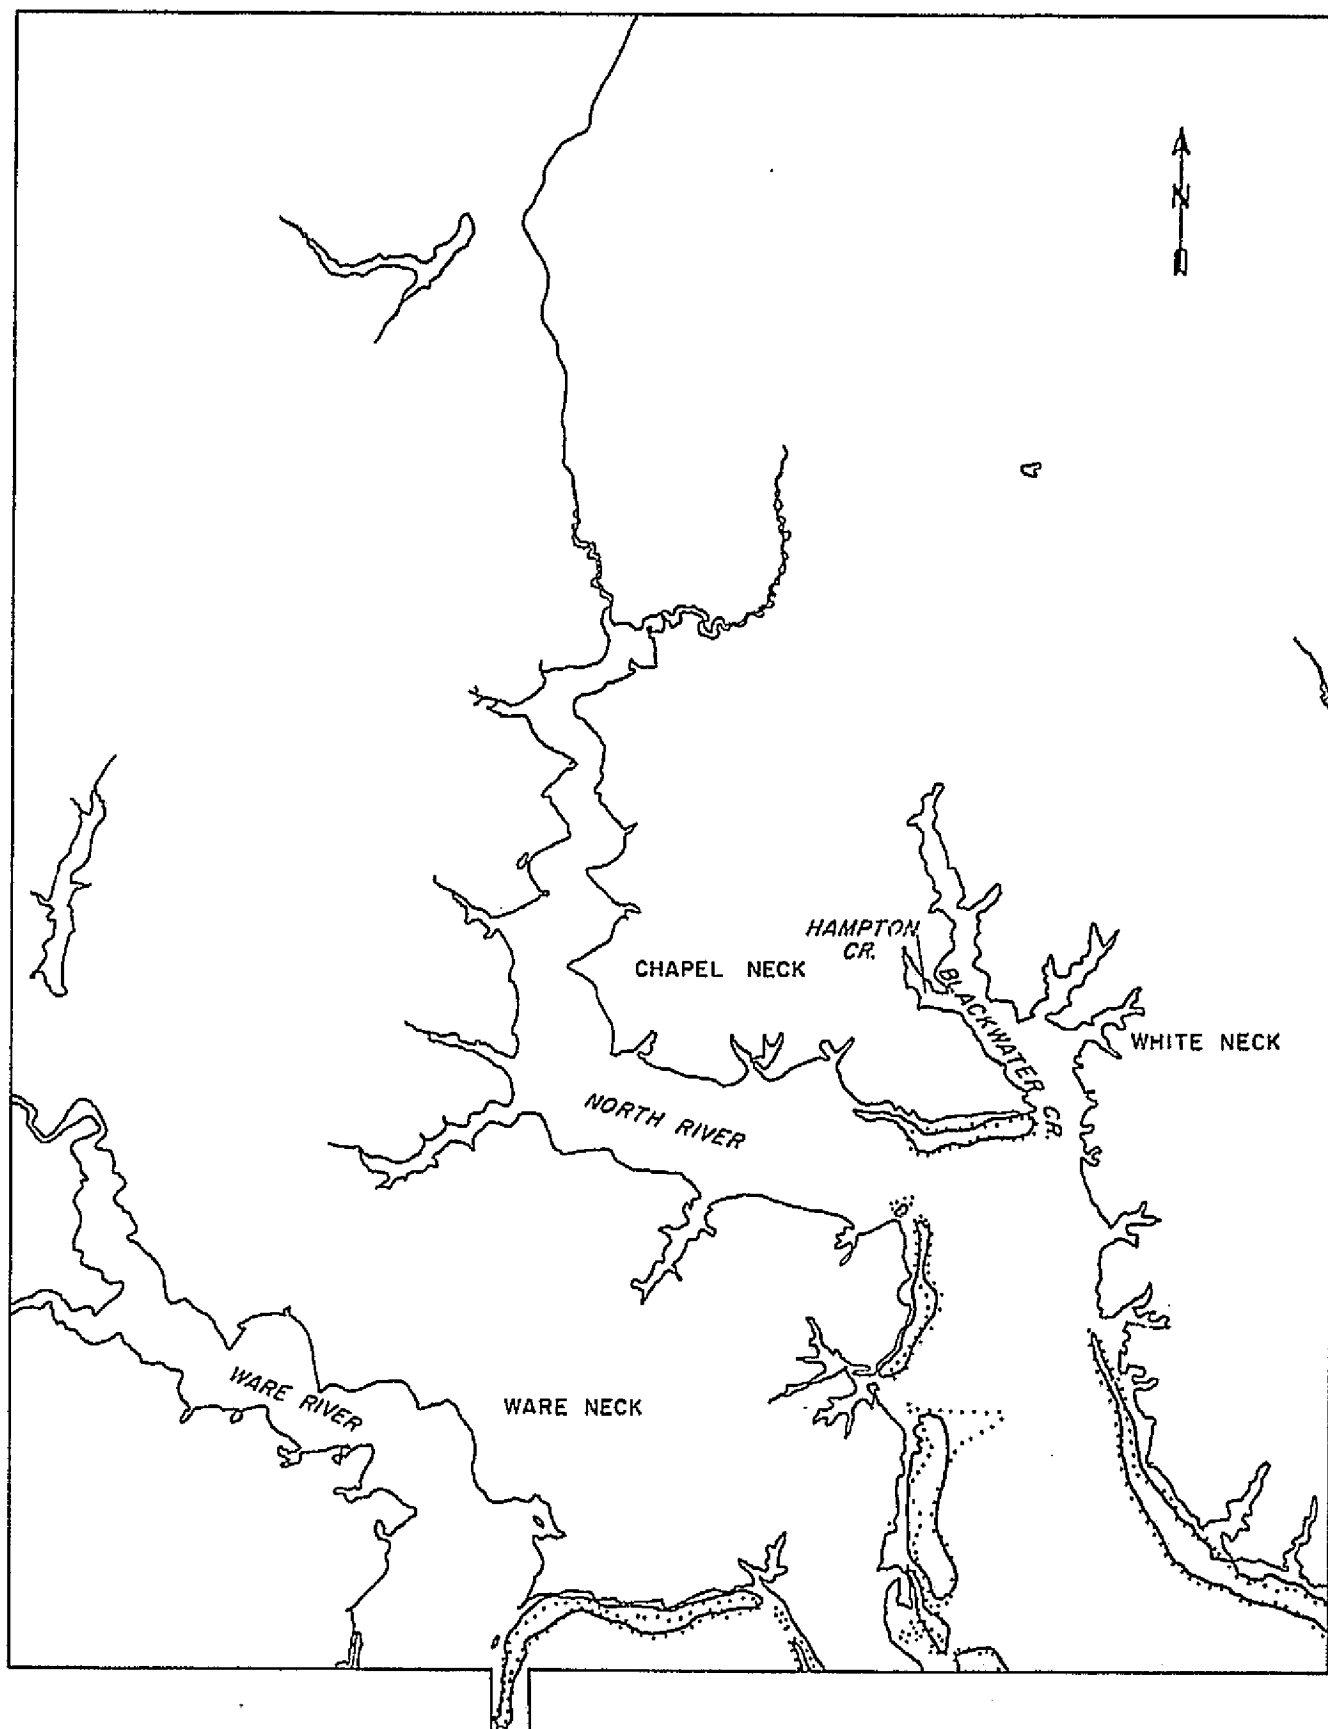 N
HAMPTON
CR.
CHAPEL NECK
BLACKWATER CR.
WHITE NECK
NORTH RIVER
WARE RIVER
WARE NECK